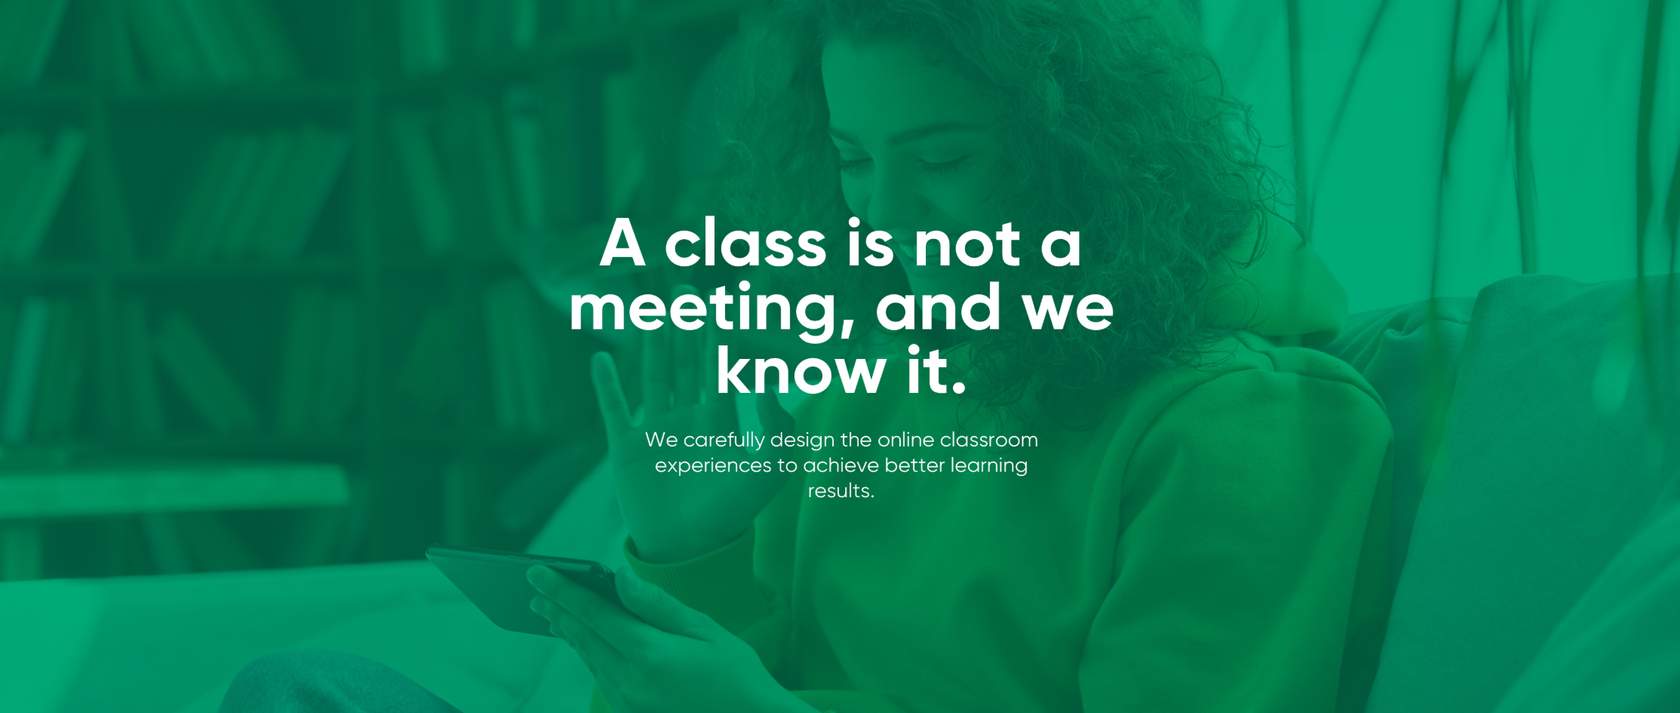 A class is not a
meeting, and we
know it.
We carefully design the online classroom
experiences to achieve better learning
results.